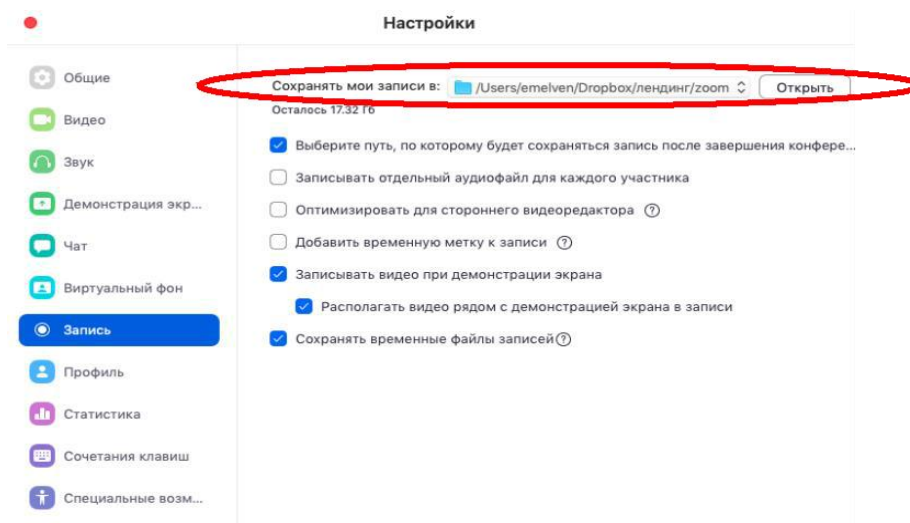 Настройки
Общие
Видео
Звук
Демонстрация экр...
Чат
Виртуальный фон
Запись
Профиль
Статистика
Сочетания клавиш
Специальные возм...
Сохранять мои записи в: /Users/emelven/Dropbox/лендинг/zoom Открыть
Осталось 17.32 Гб
Выберите путь, по которому будет сохраняться запись после завершения конфере...
Записывать отдельный аудиофайл для каждого участника
Оптимизировать для стороннего видеоредактора ?
Добавить временную метку к записи ?
Записывать видео при демонстрации экрана
Располагать видео рядом с демонстрацией экрана в записи
Сохранять временные файлы записей ?